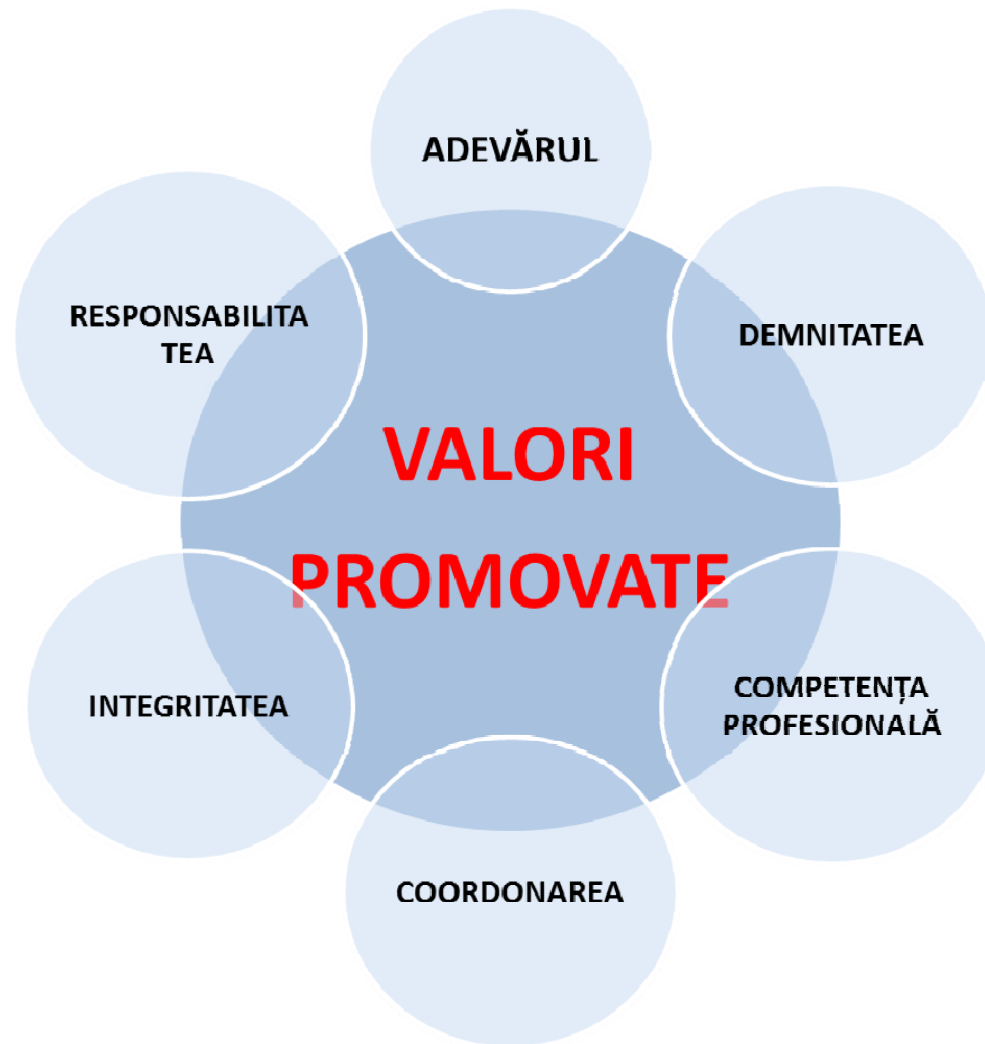 ADEVĂRUL
RESPONSABILITA
TEA
DEMNITATEA
VALORI
PROMOVATE
INTEGRITATEA
COMPETENȚA
PROFESIONALĂ
COORDONAREA